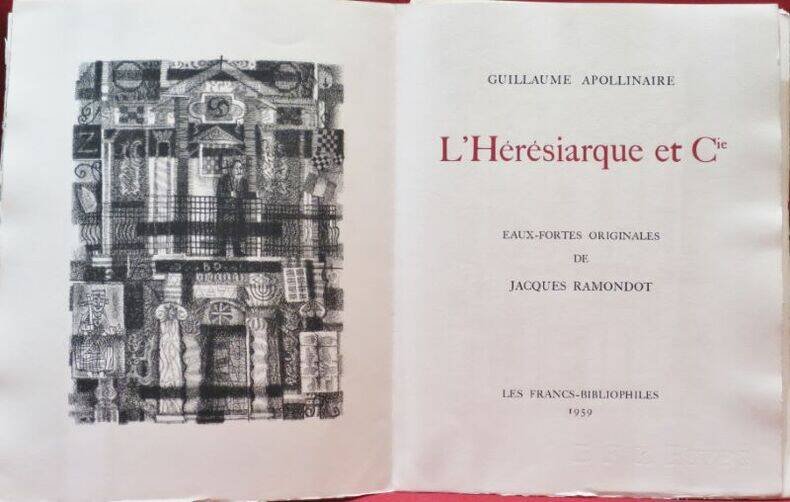 GUILLAUME APOLLINAIRE
L'Hérésiarque et Cie
EAUX-FORTES ORIGINALES
DE
JACQUES RAMONDOT
LES FRANCS-BIBLIOPHILES
1959